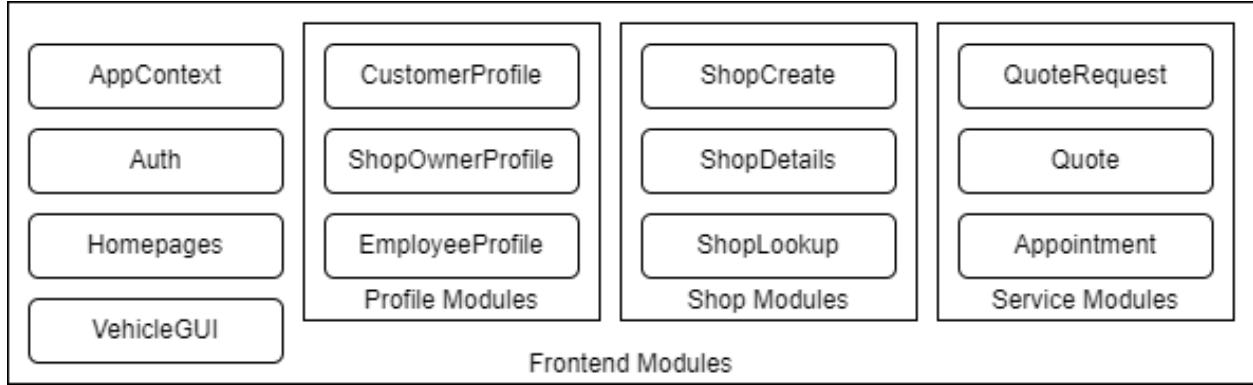 AppContext
Auth
Homepages
VehicleGUI
CustomerProfile
ShopOwnerProfile
EmployeeProfile
Profile Modules
ShopCreate
ShopDetails
ShopLookup
Shop Modules
QuoteRequest
Quote
Appointment
Service Modules
Frontend Modules